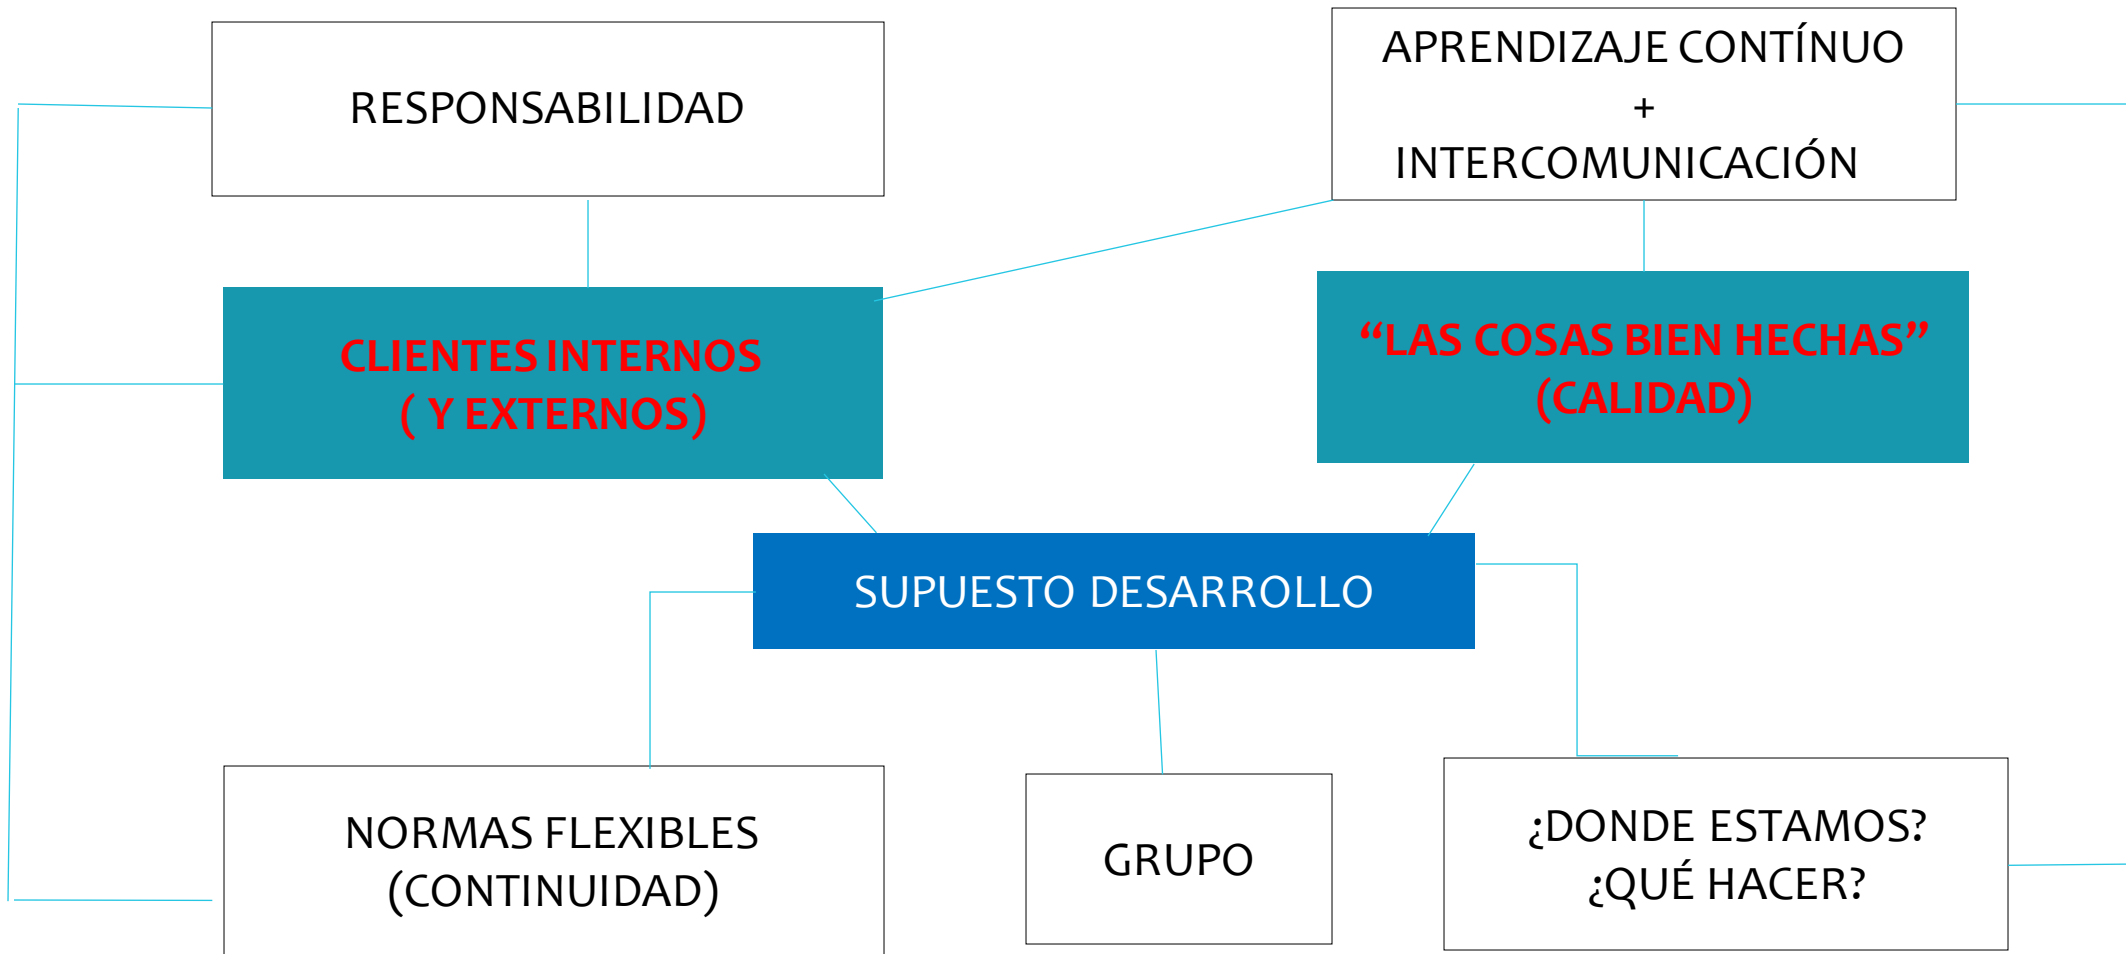 RESPONSABILIDAD
APRENDIZAJE CONTÍNUO
+
INTERCOMUNICACIÓN
CLIENTES INTERNOS
( Y EXTERNOS)
“LAS COSAS BIEN HECHAS”
(CALIDAD)
SUPUESTO DESARROLLO
NORMAS FLEXIBLES
(CONTINUIDAD)
GRUPO
¿DONDE ESTAMOS?
¿QUÉ HACER?